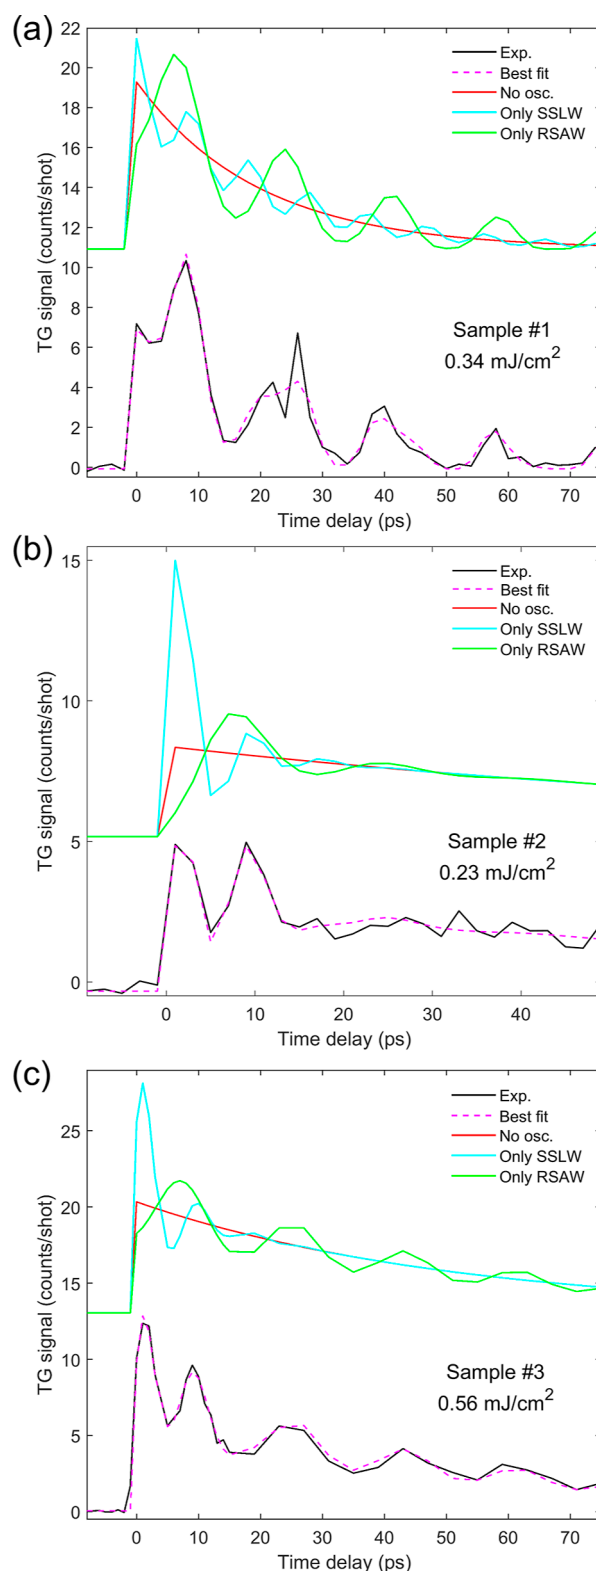 (a)
22
20
18
16
14
12
10
8
6
4
2
0
TG signal (counts/shot)
Exp.
Best fit
No osc.
Only SSLW
Only RSAW
Sample #1
0.34 mJ/cm²
0 10 20 30 40 50 60 70
Time delay (ps)
(b)
15
10
5
0
TG signal (counts/shot)
Exp.
Best fit
No osc.
Only SSLW
Only RSAW
Sample #2
0.23 mJ/cm²
0 10 20 30 40
Time delay (ps)
(c)
25
20
15
10
5
0
TG signal (counts/shot)
Exp.
Best fit
No osc.
Only SSLW
Only RSAW
Sample #3
0.56 mJ/cm²
0 10 20 30 40 50 60 70
Time delay (ps)